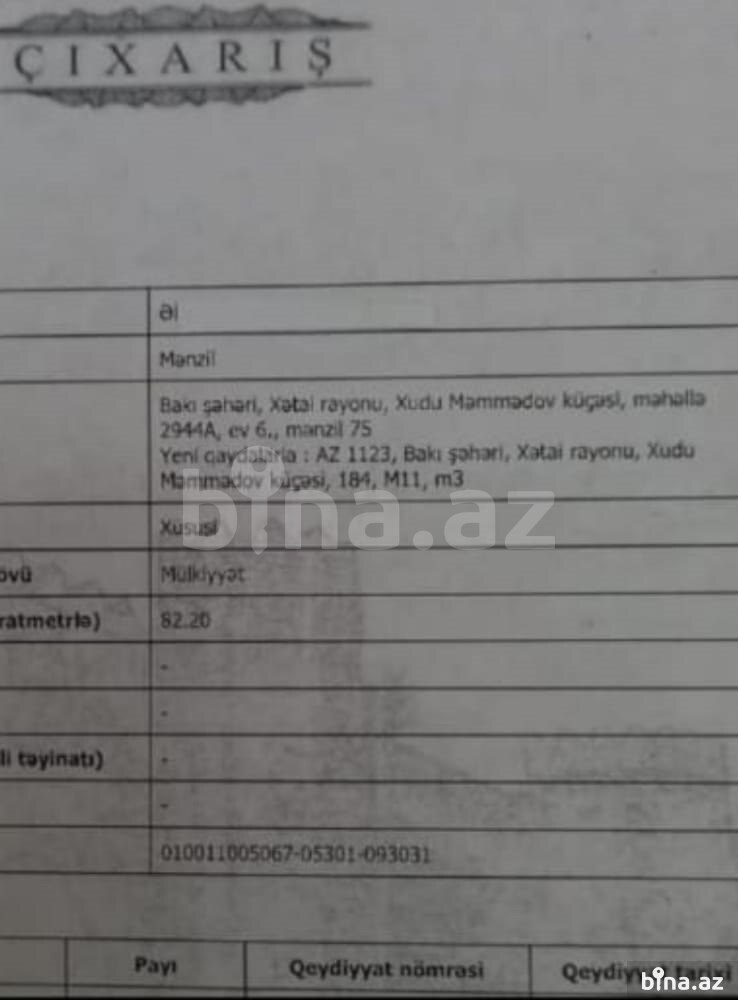 ÇIXARIŞ
Əl
Mənzil
Bakı şəhəri, Xətai rayonu, Xudu Məmmədov küçəsi, məhəllə
2944A, ev 6,, mənzil 75
Yeni qaydalarla : AZ 1123, Bakı şəhəri, Xətai rayonu, Xudu
Məmmədov küçəsi, 184, M11, m3
bina.az
Xüsusi
övü Mülkiyyət
ratmetrlə) 82.20
-
-
li təyinatı) -
-
010011005067-05301-093031
Payı Qeydiyyat nömrəsi Qeydiyyat tarixi
bina.az